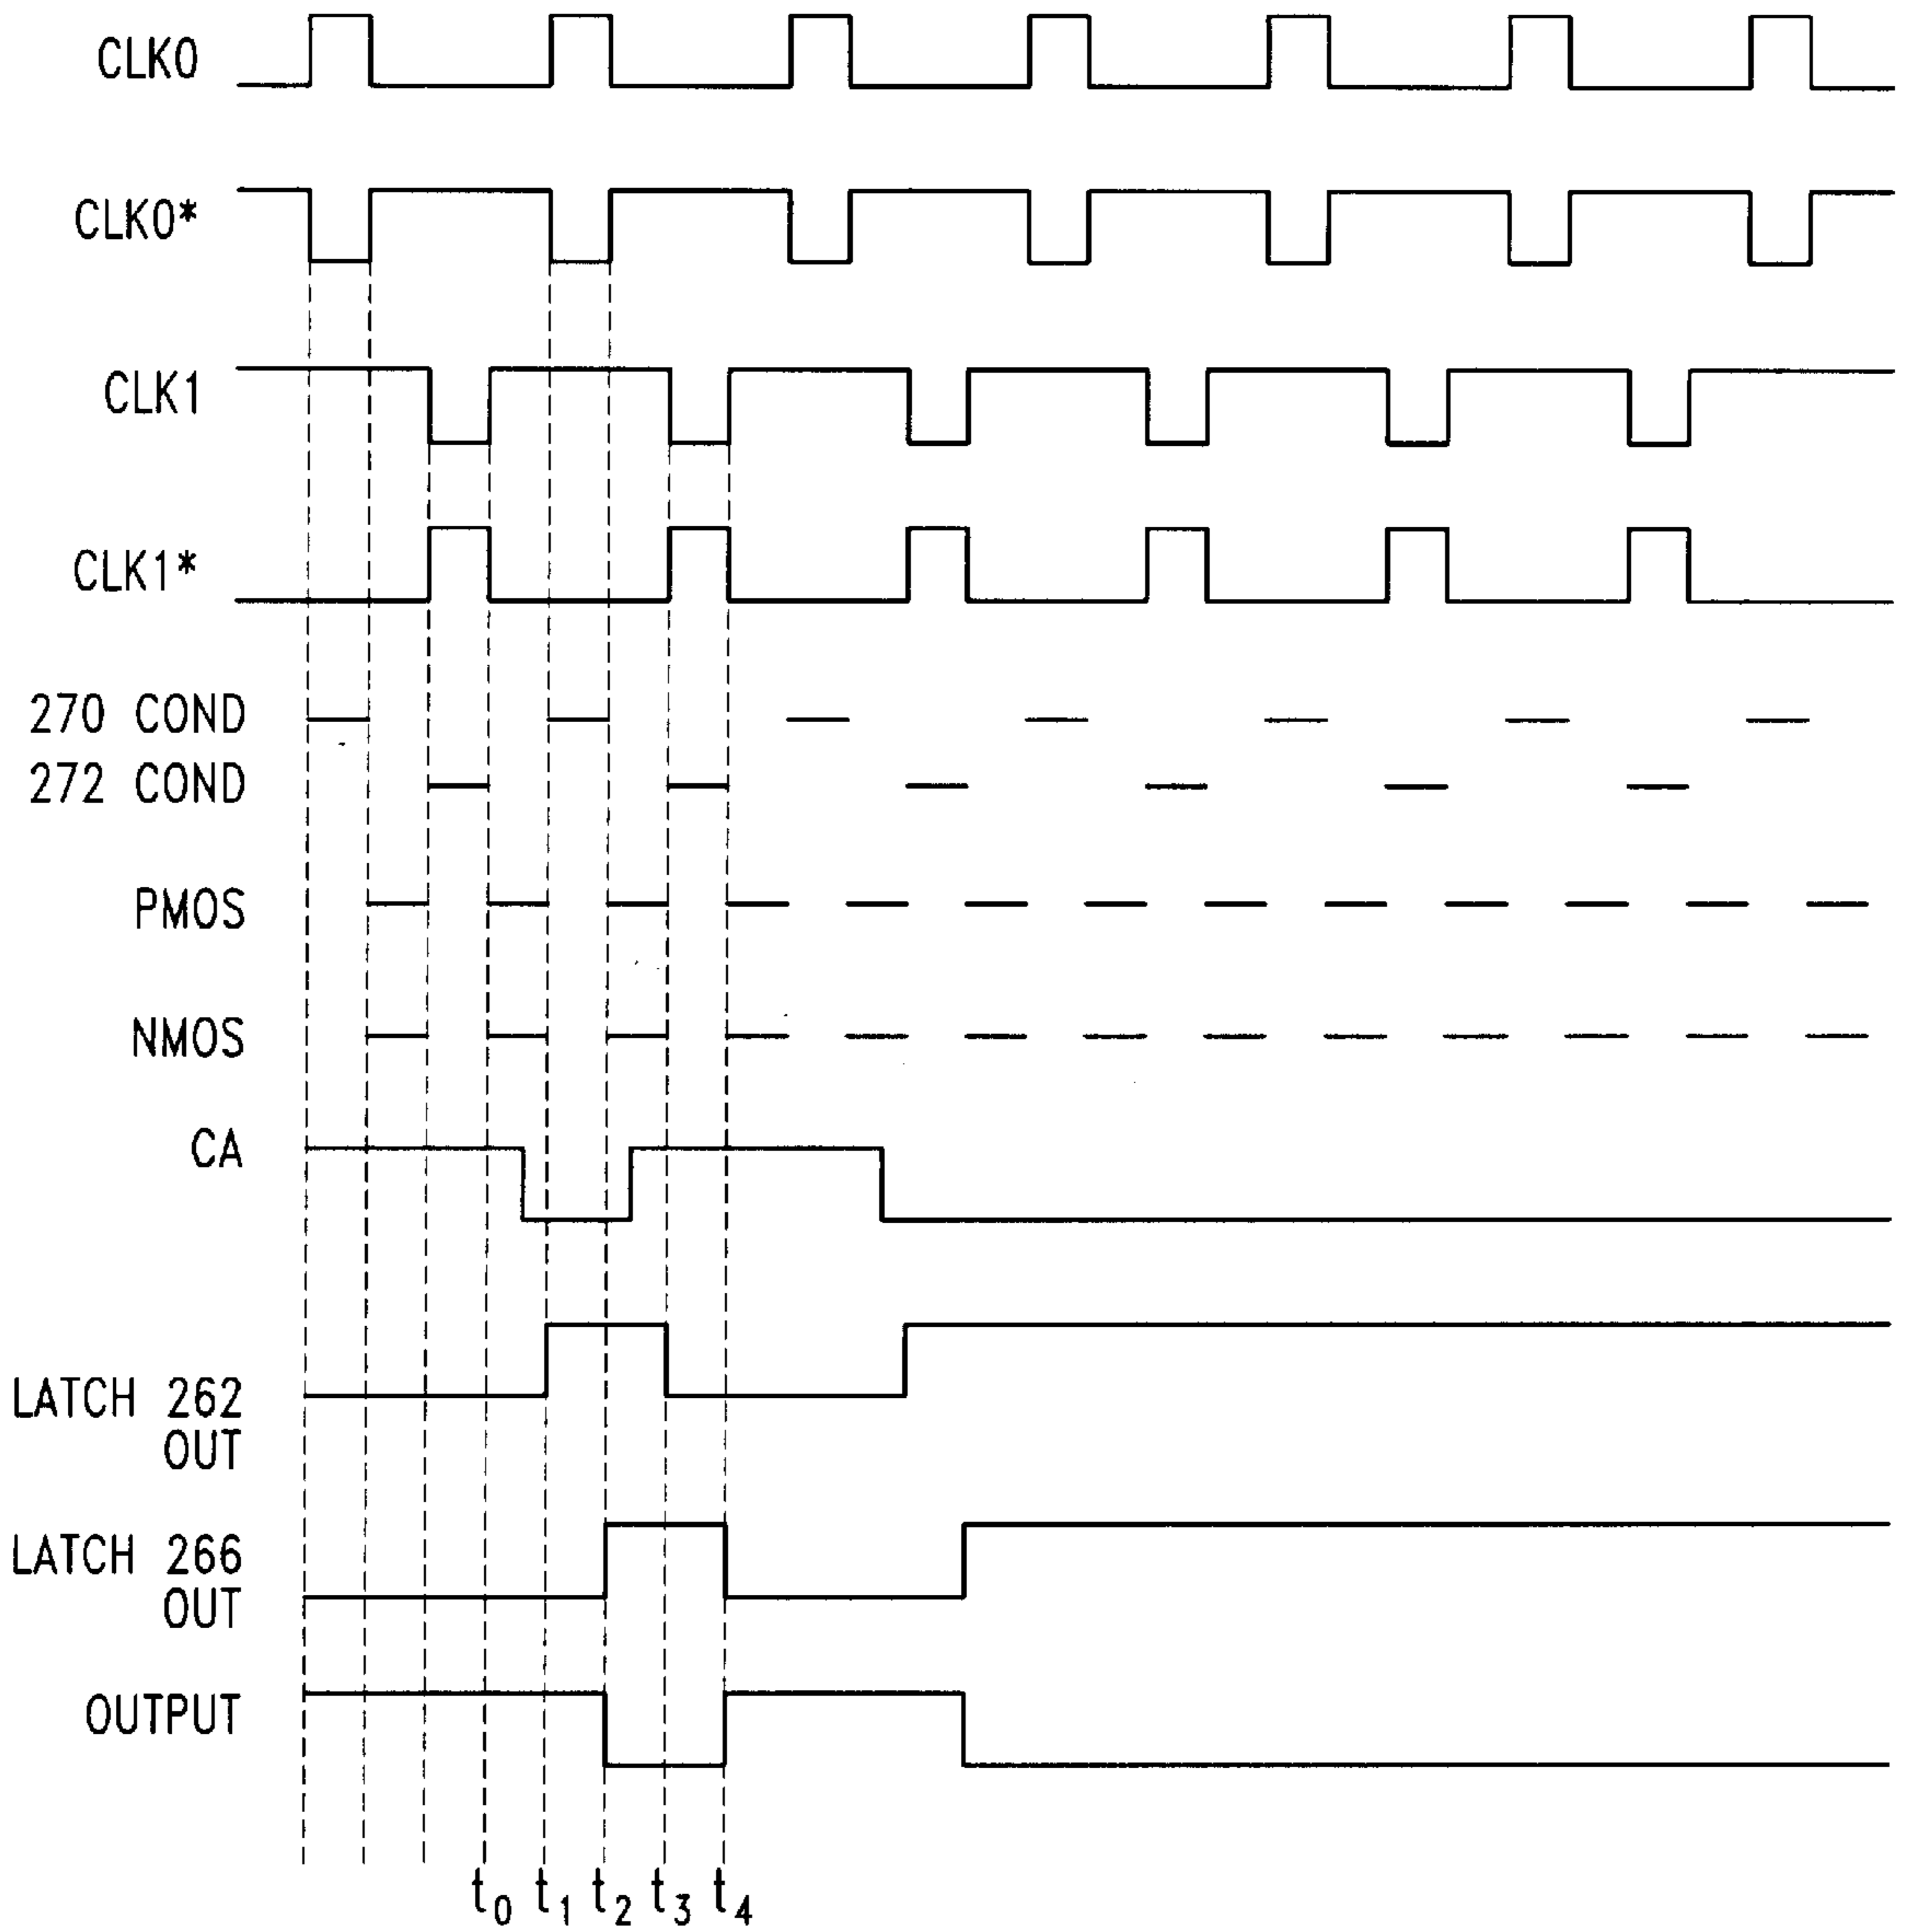 CLK0
CLK0*
CLK1
CLK1*
270 COND
272 COND
PMOS
NMOS
CA
LATCH 262
OUT
LATCH 266
OUT
OUTPUT
t0 t1 t2 t3 t4